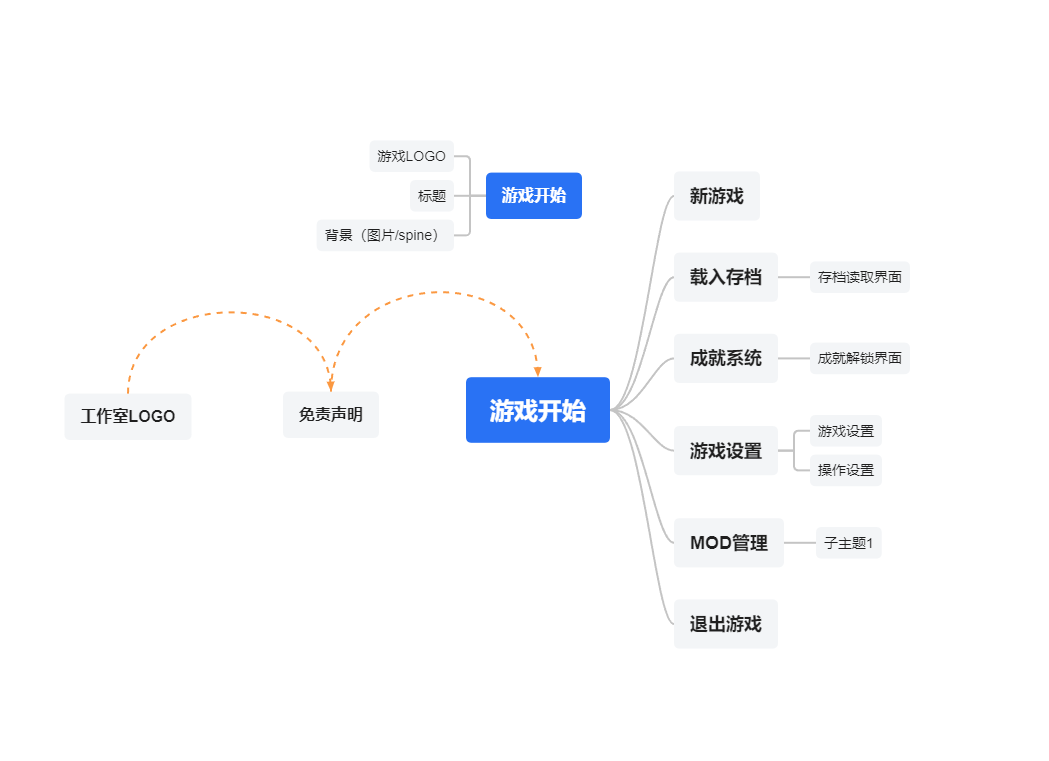 游戏LOGO
标题
背景（图片/spine）
游戏开始
工作室LOGO
免责声明
游戏开始
新游戏
载入存档
存档读取界面
成就系统
成就解锁界面
游戏设置
游戏设置
操作设置
MOD管理
子主题1
退出游戏